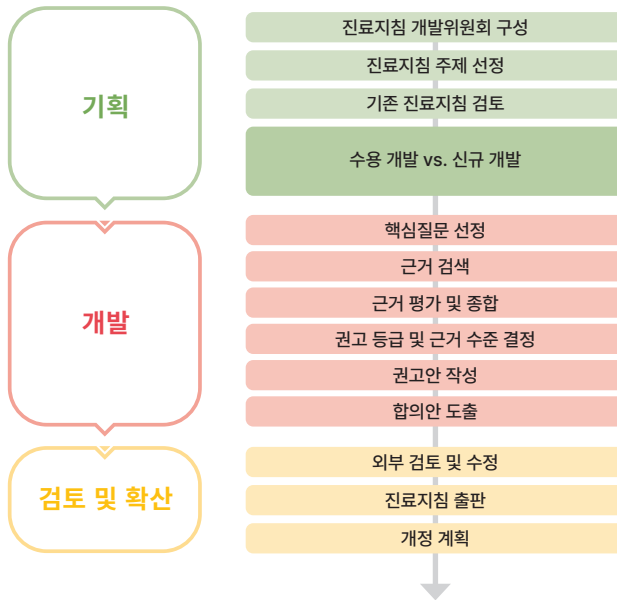 기획
진료지침 개발위원회 구성
진료지침 주제 선정
기존 진료지침 검토
수용 개발 vs. 신규 개발
개발
핵심질문 선정
근거 검색
근거 평가 및 종합
권고 등급 및 근거 수준 결정
권고안 작성
합의안 도출
검토 및 확산
외부 검토 및 수정
진료지침 출판
개정 계획